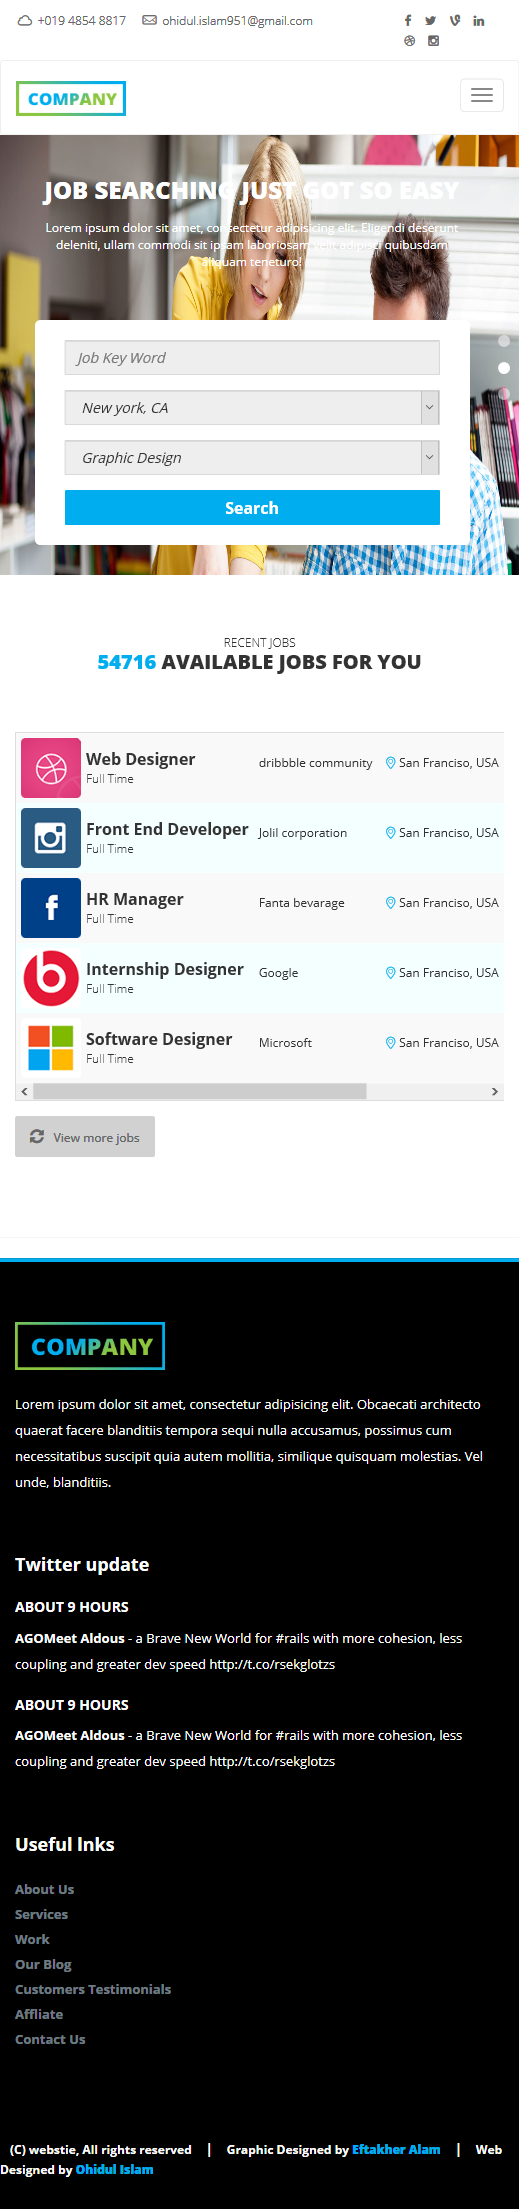 +019 4854 8817 ohidul.islam951@gmail.com
COMPANY
JOB SEARCHING JUST GOT SO EASY
Lorem ipsum dolor sit amet, consectetur adipisicing elit. Eligendi deserunt
deleniti, ullam commodi sit ipsam laboriosam velit adipisci quibusdam
aliquam teneturo!
Job Key Word
New york, CA
Graphic Design
Search
RECENT JOBS
54716 AVAILABLE JOBS FOR YOU
Web Designer dribbble community San Franciso, USA
Full Time
Front End Developer Jolil corporation San Franciso, USA
Full Time
HR Manager Fanta bevarage San Franciso, USA
Full Time
Internship Designer Google San Franciso, USA
Full Time
Software Designer Microsoft San Franciso, USA
Full Time
View more jobs
COMPANY
Lorem ipsum dolor sit amet, consectetur adipisicing elit. Obcaecati architecto
quaerat facere blanditiis tempora sequi nulla accusamus, possimus cum
necessitatibus suscipit quia autem mollitia, similique quisquam molestias. Vel
unde, blanditiis.
Twitter update
ABOUT 9 HOURS
AGOMeet Aldous - a Brave New World for #rails with more cohesion, less
coupling and greater dev speed http://t.co/rsekglotzs
ABOUT 9 HOURS
AGOMeet Aldous - a Brave New World for #rails with more cohesion, less
coupling and greater dev speed http://t.co/rsekglotzs
Useful lnks
About Us
Services
Work
Our Blog
Customers Testimonials
Affliate
Contact Us
(C) webstie, All rights reserved | Graphic Designed by Eftakher Alam | Web
Designed by Ohidul Islam